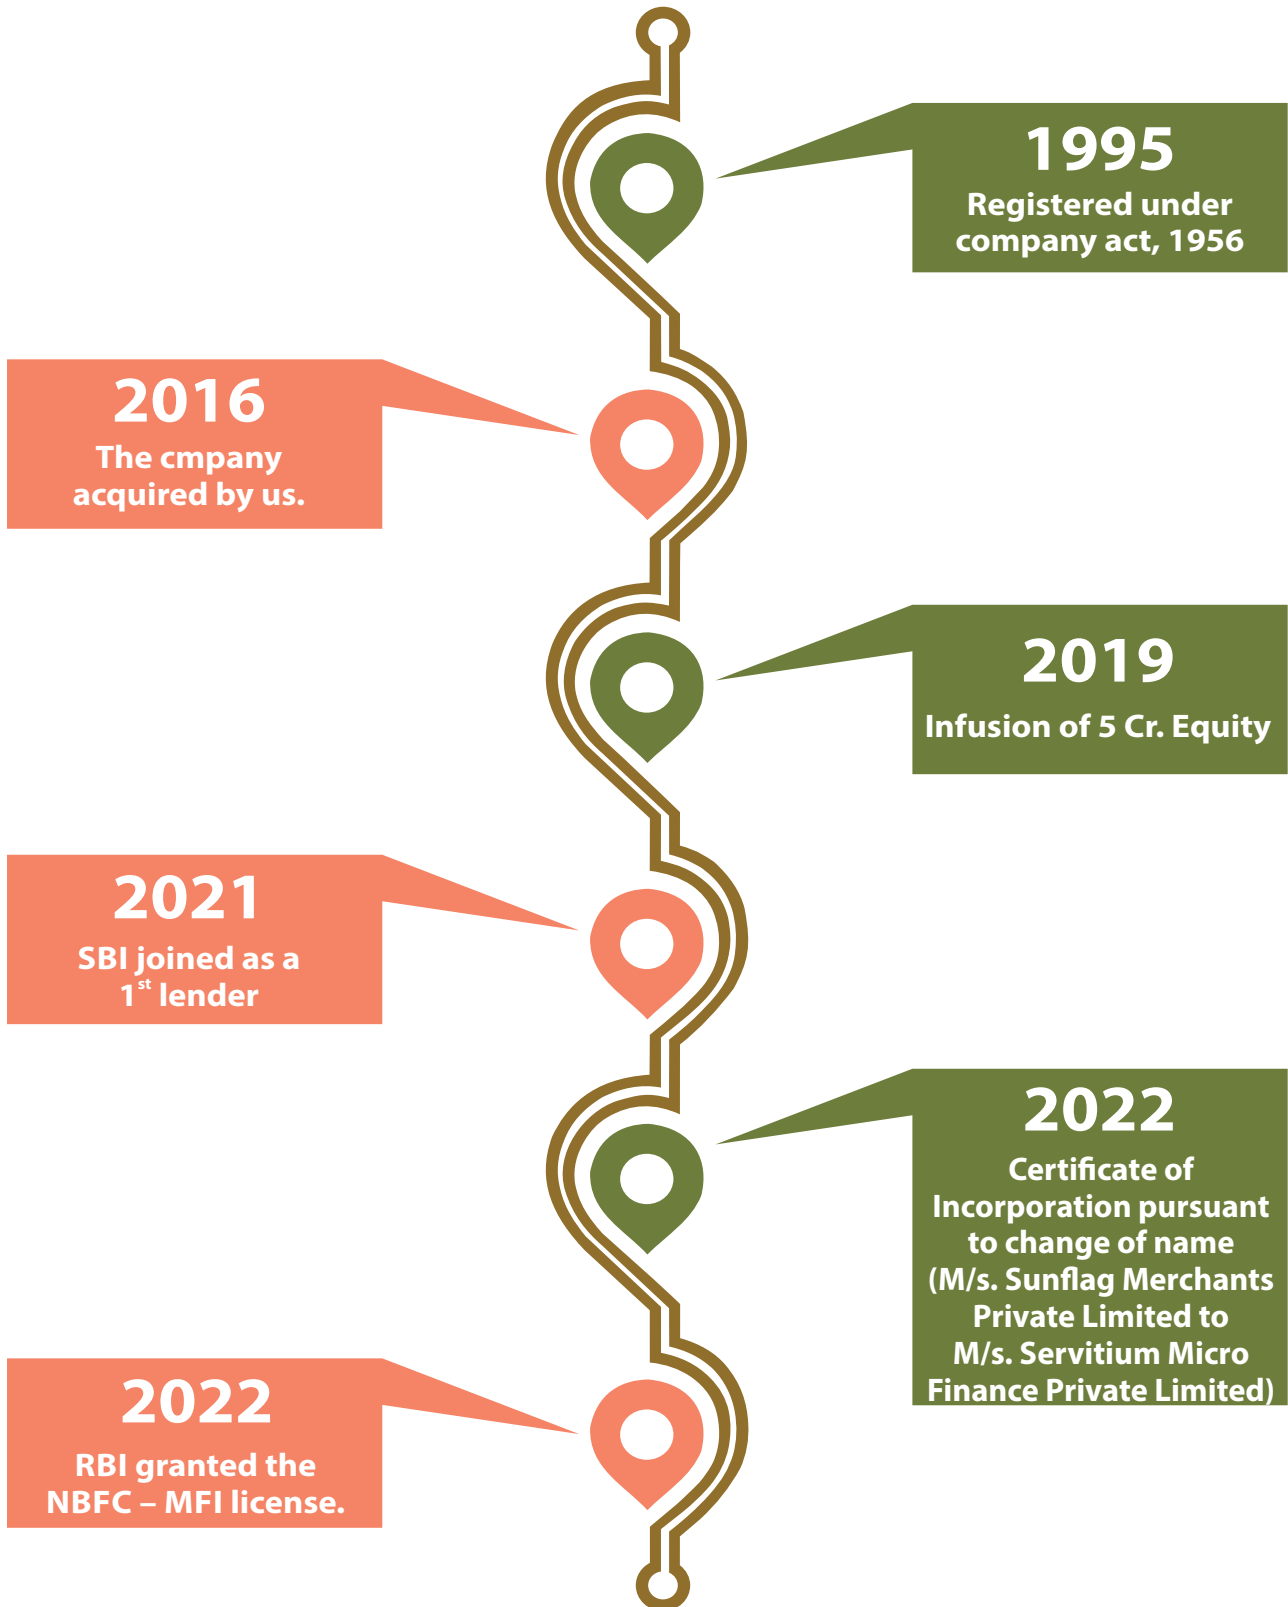 1995
Registered under
company act, 1956
2016
The cmpany
acquired by us.
2019
Infusion of 5 Cr. Equity
2021
SBI joined as a
1st lender
2022
Certificate of
Incorporation pursuant
to change of name
(M/s. Sunflag Merchants
Private Limited to
M/s. Servitium Micro
Finance Private Limited)
2022
RBI granted the
NBFC – MFI license.